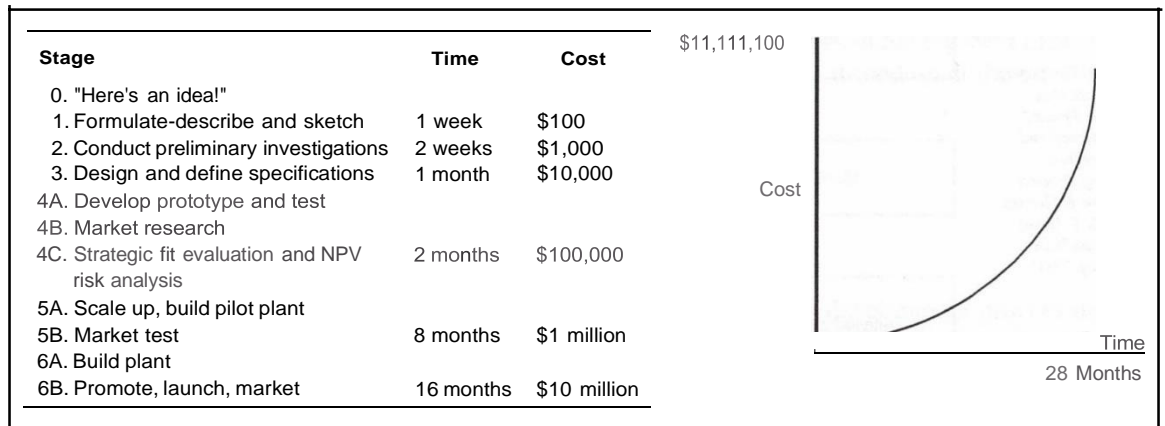 Stage Time Cost
0. "Here's an idea!"
1. Formulate-describe and sketch 1 week $100
2. Conduct preliminary investigations 2 weeks $1,000
3. Design and define specifications 1 month $10,000
4A. Develop prototype and test
4B. Market research
4C. Strategic fit evaluation and NPV 2 months $100,000
risk analysis
5A. Scale up, build pilot plant
5B. Market test 8 months $1 million
6A. Build plant
6B. Promote, launch, market 16 months $10 million
$11,111,100
Cost
Time
28 Months